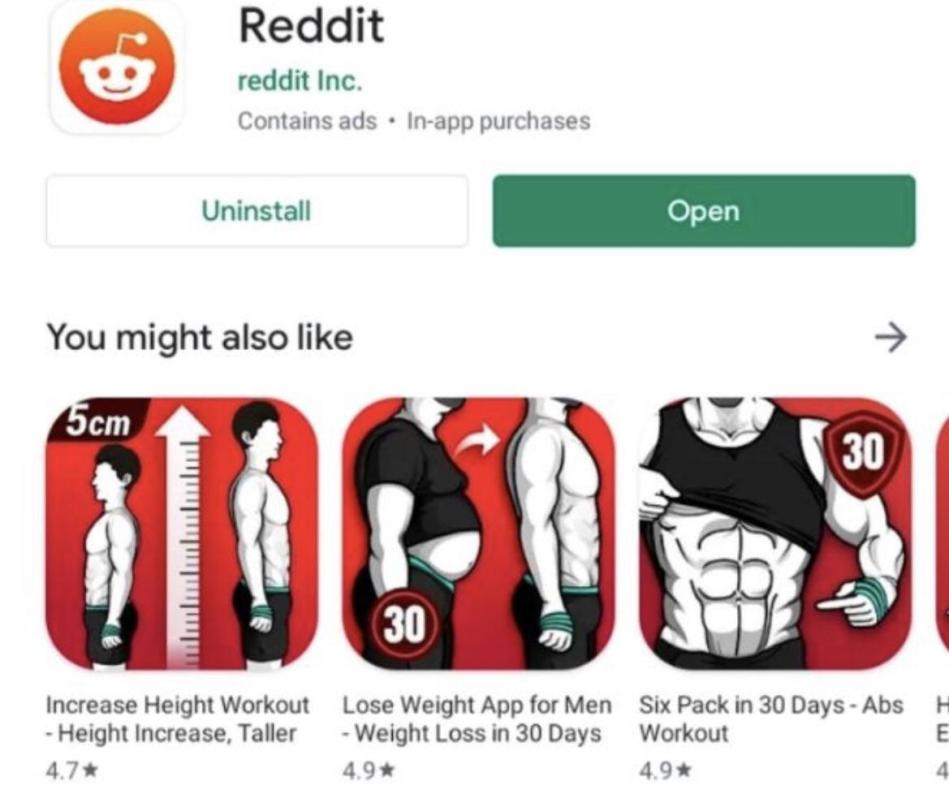 Reddit
reddit Inc.
Contains ads • In-app purchases
Uninstall
Open
You might also like
5cm
30
30
Increase Height Workout
- Height Increase, Taller
4.7★
Lose Weight App for Men
- Weight Loss in 30 Days
4.9★
Six Pack in 30 Days - Abs
Workout
4.9★
H
E
4